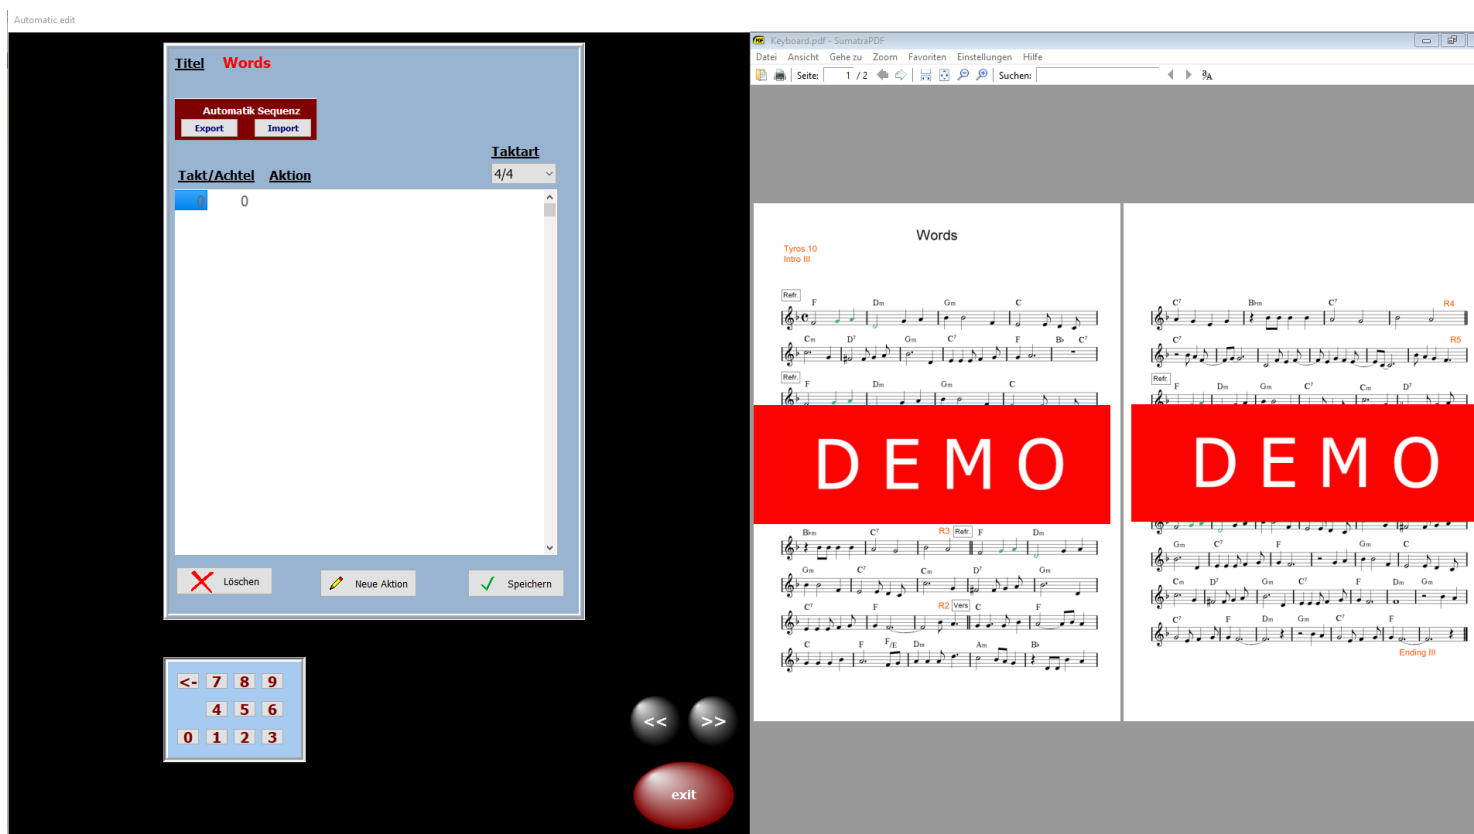 Automatic edit
Titel Words
Automatik Sequenz
Export Import
Taktart
4/4
Takt/Achtel Aktion
0 0
Löschen Neue Aktion Speichern
<- 7 8 9
4 5 6
0 1 2 3
<< >>
exit
Keyboard.pdf - SumatraPDF
Datei Ansicht Gehe zu Zoom Favoriten Einstellungen Hilfe
Seite: 1 / 2 Suchen:
Words
Tyros 10
Intro III
Refr.
F Dm Gm C
Cm D7 Gm C7 F Bb C7
Refr.
F Dm Gm C
DEMO
Bbm C7 R3 Refr. F Dm
Gm C7 Cm D7 Gm
C7 F R2 Vers C F
C F F/E Dm Am Bb
C7 Bbm C7 R4
C7 R5
Refr.
F Dm Gm C7 Cm D7
DEMO
Gm C7 F Gm C
Cm D7 Gm C7 F Dm Gm
C7 F Dm Gm C7 F
Ending III